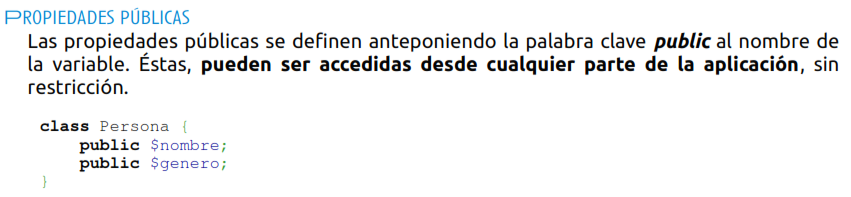 PROPIEDADES PÚBLICAS
Las propiedades públicas se definen anteponiendo la palabra clave public al nombre de
la variable. Éstas, pueden ser accedidas desde cualquier parte de la aplicación, sin
restricción.
class Persona {
    public $nombre;
    public $genero;
}